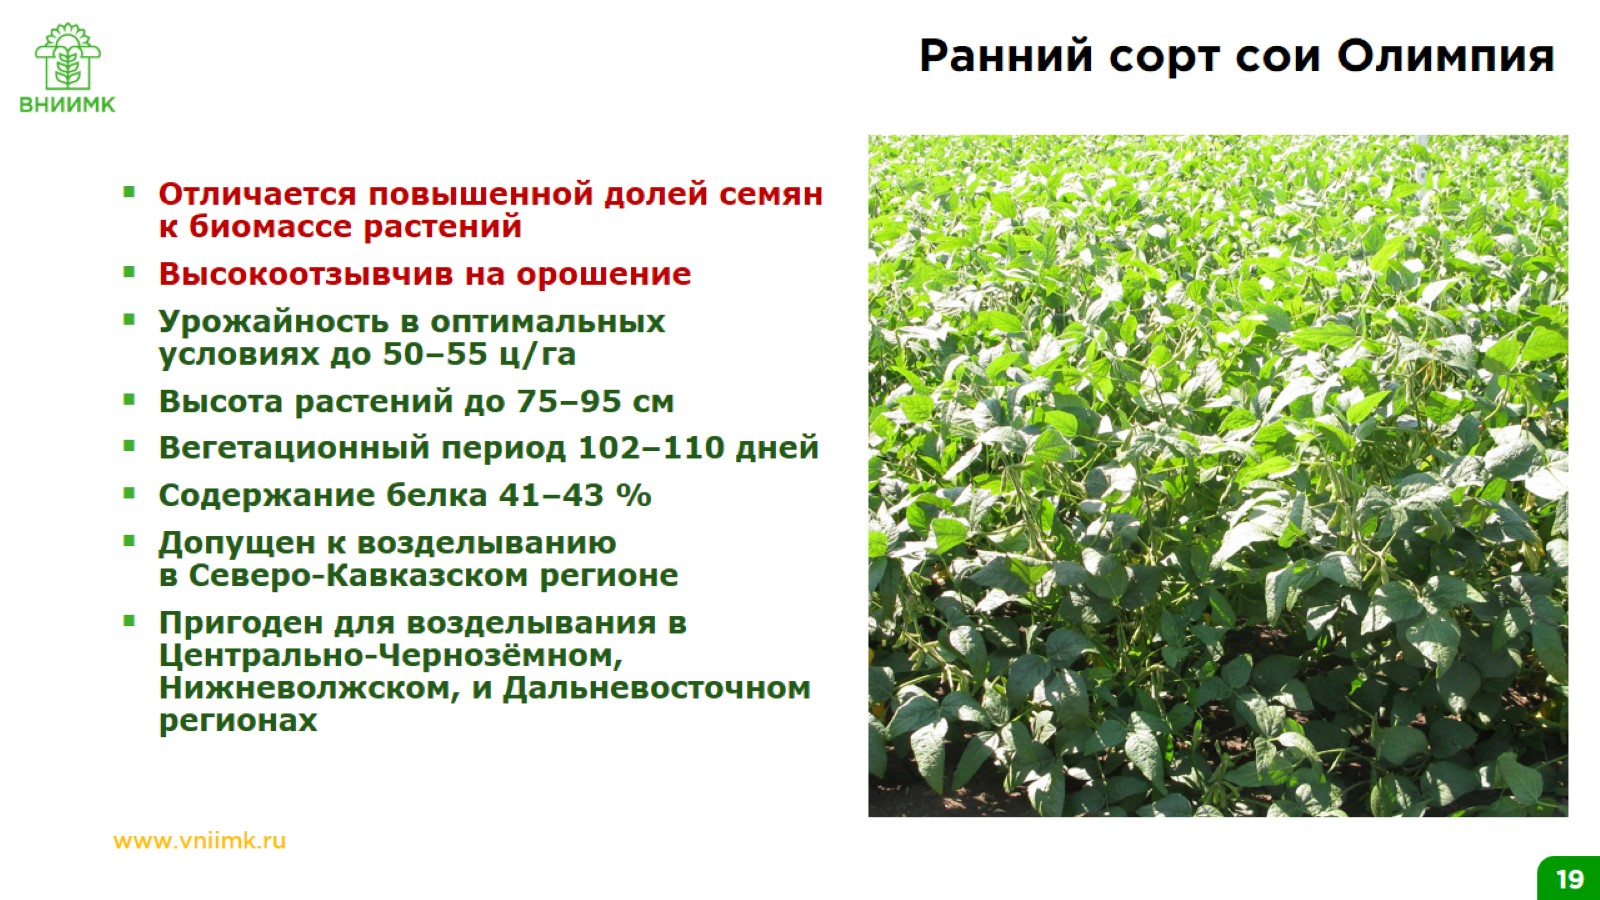 ВНИИМК
Ранний сорт сои Олимпия
Отличается повышенной долей семян
к биомассе растений
Высокоотзывчив на орошение
Урожайность в оптимальных
условиях до 50–55 ц/га
Высота растений до 75–95 см
Вегетационный период 102–110 дней
Содержание белка 41–43 %
Допущен к возделыванию
в Северо-Кавказском регионе
Пригоден для возделывания в
Центрально-Чернозёмном,
Нижневолжском, и Дальневосточном
регионах
www.vniimk.ru
19